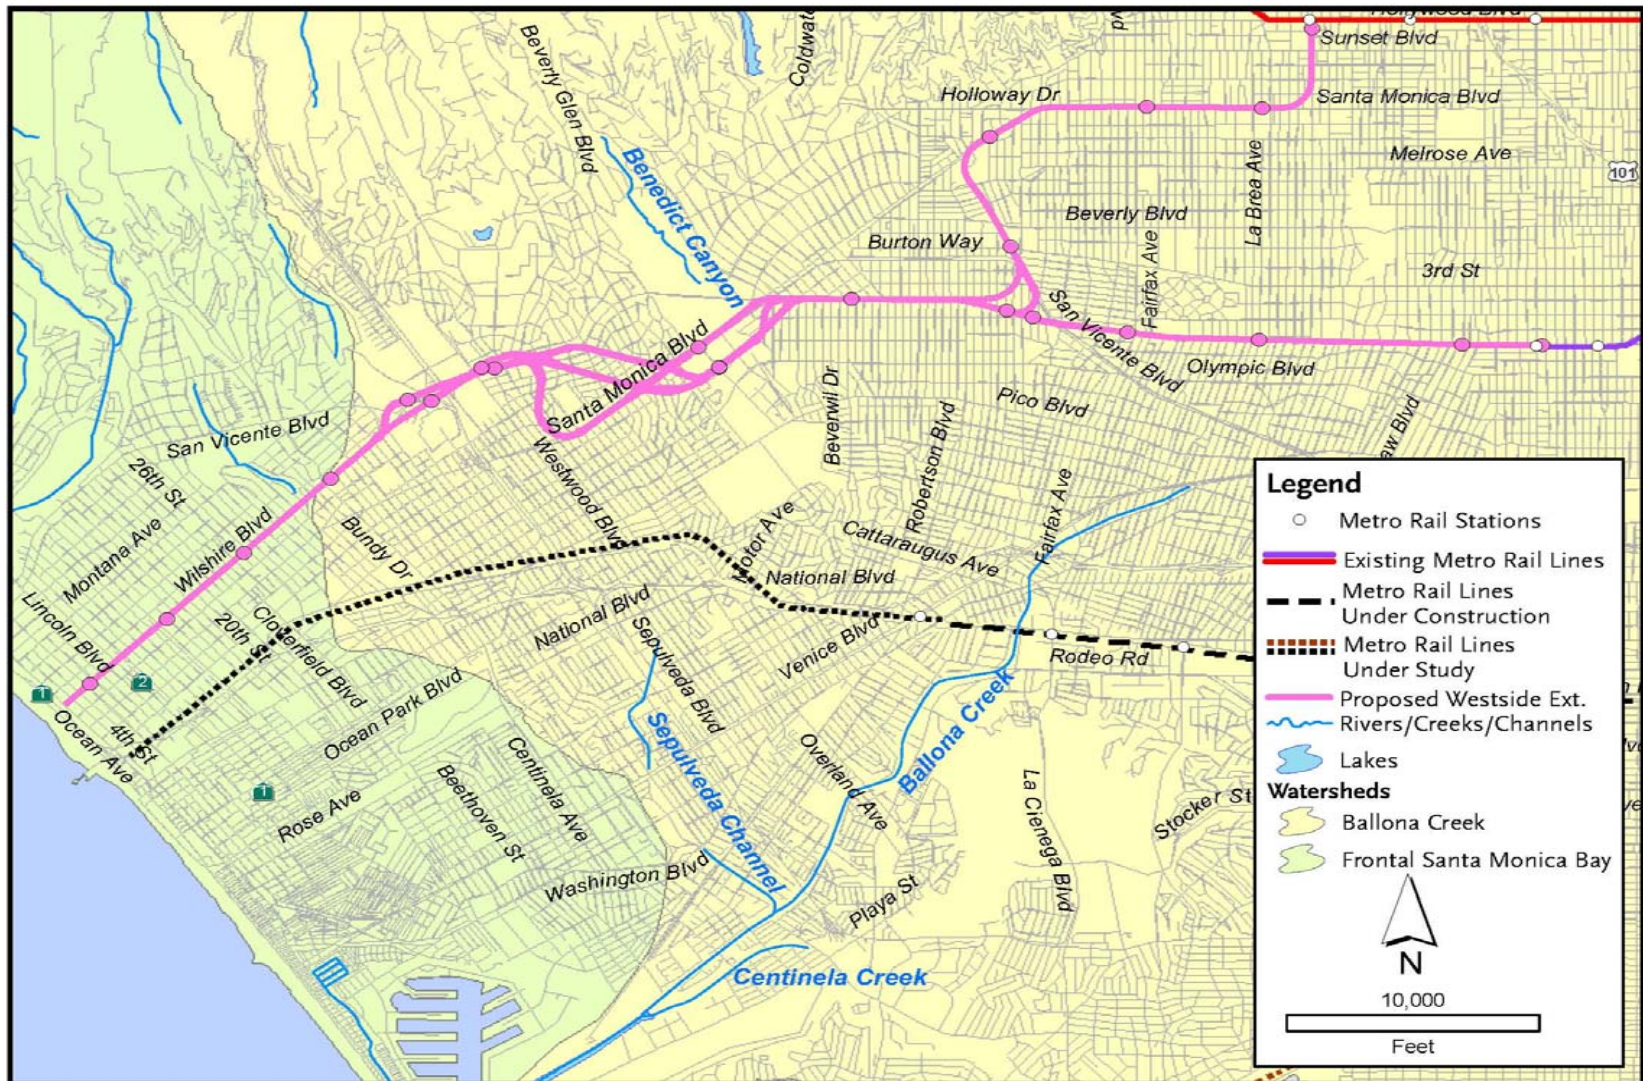 Hollywood Blvd
Sunset Blvd
Coldwate
Beverly Glen Blvd
Holloway Dr
Santa Monica Blvd
Melrose Ave
101
Benedict Canyon
La Brea Ave
Beverly Blvd
Burton Way
Fairfax Ave
3rd St
San Vicente Blvd
Santa Monica Blvd
Olympic Blvd
Beverwil Dr
Pico Blvd
Robertson Blvd
aw Blvd
San Vicente Blvd
26th St
Westwood Blvd
Montana Ave
Wilshire Blvd
Bundy Dr
Motor Ave
Cattaraugus Ave
Fairfax Ave
National Blvd
Lincoln Blvd
20th St
Cloverfield Blvd
National Blvd
Sepulveda Blvd
Venice Blvd
Rodeo Rd
1
2
Ocean Ave
4th St
Ocean Park Blvd
Sepulveda Channel
Ballona Creek
1
Rose Ave
Beethoven St
Centinela Ave
Overland Ave
La Cienega Blvd
Stocker St
Washington Blvd
Playa St
Centinela Creek
Legend
Metro Rail Stations
Existing Metro Rail Lines
Metro Rail Lines
Under Construction
Metro Rail Lines
Under Study
Proposed Westside Ext.
Rivers/Creeks/Channels
Lakes
Watersheds
Ballona Creek
Frontal Santa Monica Bay
N
10,000
Feet